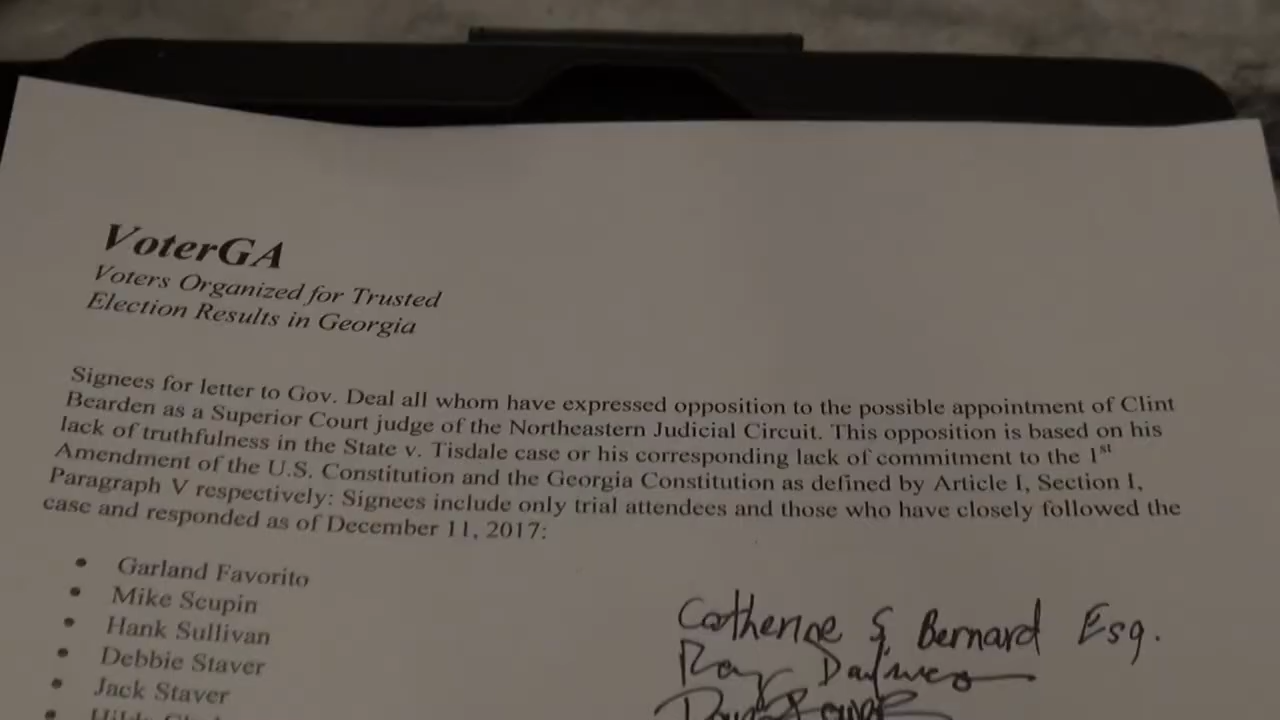 VoterGA
Voters Organized for Trusted
Election Results in Georgia
Signees for letter to Gov. Deal all whom have expressed opposition to the possible appointment of Clint
Bearden as a Superior Court judge of the Northeastern Judicial Circuit. This opposition is based on his
lack of truthfulness in the State v. Tisdale case or his corresponding lack of commitment to the 1st
Amendment of the U.S. Constitution and the Georgia Constitution as defined by Article I, Section I,
Paragraph V respectively: Signees include only trial attendees and those who have closely followed the
case and responded as of December 11, 2017:
• Garland Favorito
• Mike Scupin
• Hank Sullivan
• Debbie Staver
• Jack Staver
Catherine S Bernard Esq.
Ray